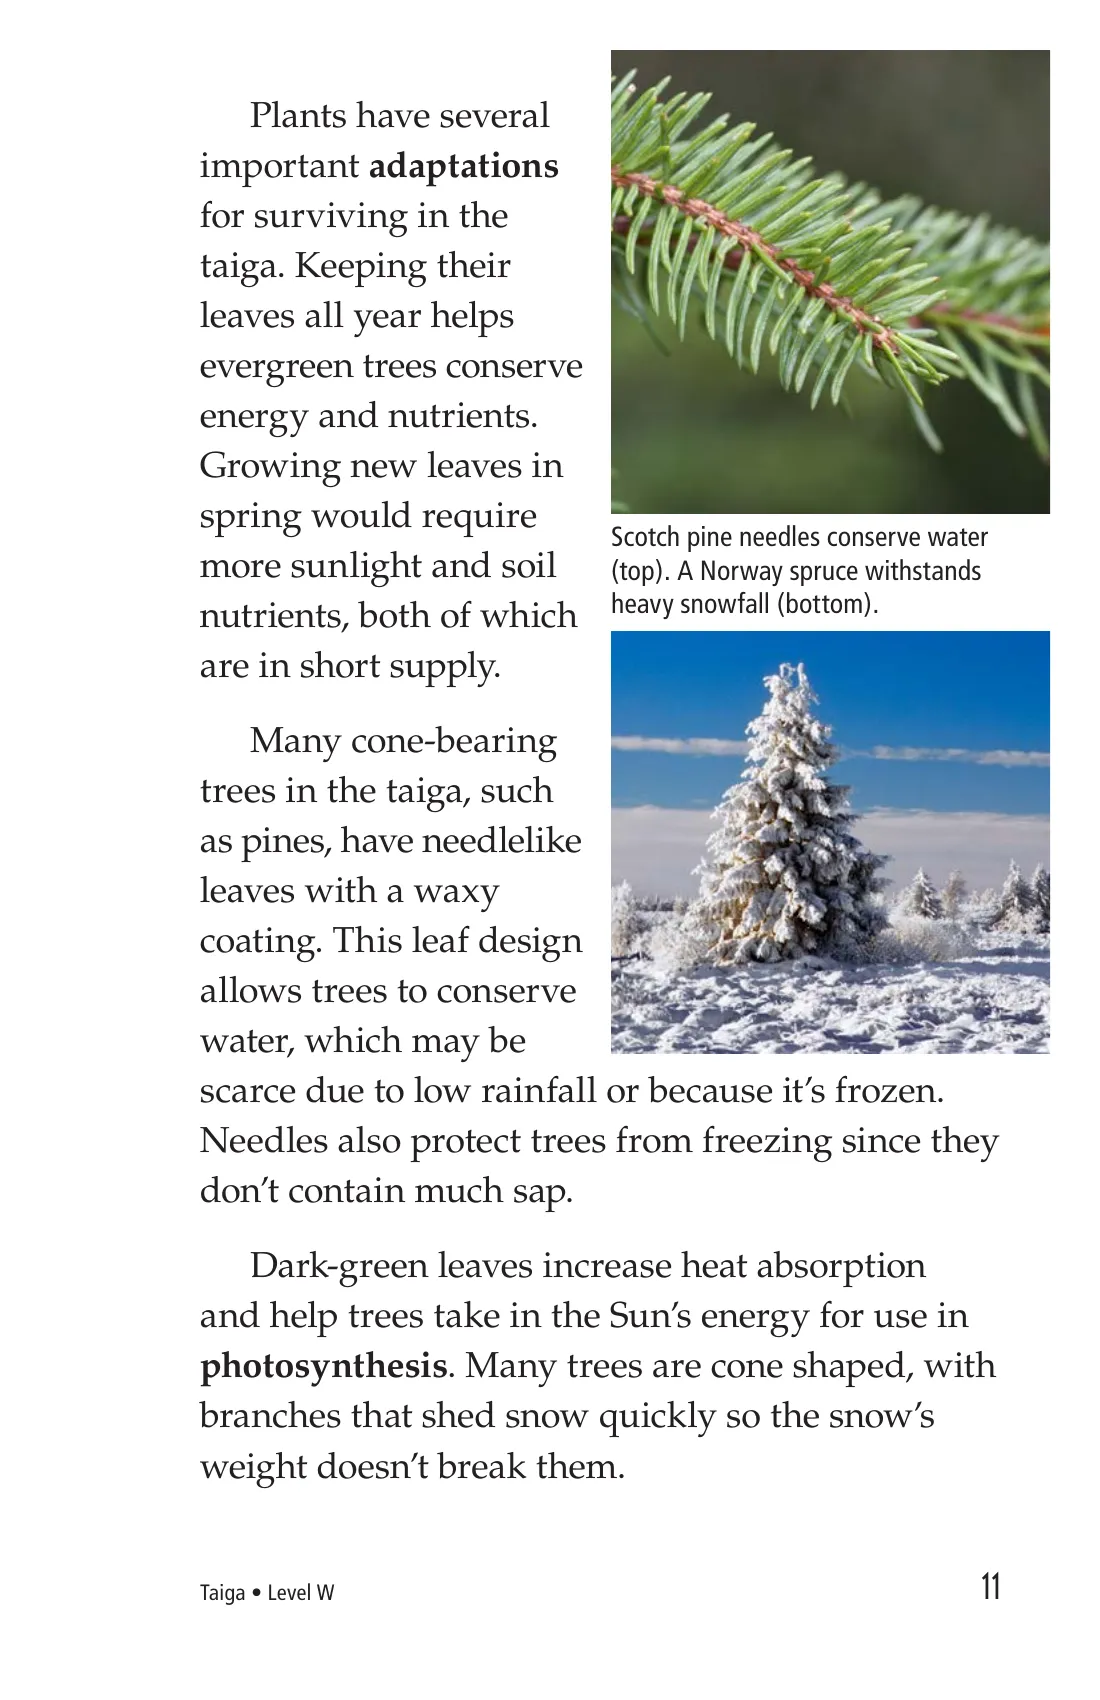 Plants have several
important adaptations
for surviving in the
taiga. Keeping their
leaves all year helps
evergreen trees conserve
energy and nutrients.
Growing new leaves in
spring would require
more sunlight and soil
nutrients, both of which
are in short supply.
Scotch pine needles conserve water
(top). A Norway spruce withstands
heavy snowfall (bottom).
Many cone-bearing
trees in the taiga, such
as pines, have needlelike
leaves with a waxy
coating. This leaf design
allows trees to conserve
water, which may be
scarce due to low rainfall or because it’s frozen.
Needles also protect trees from freezing since they
don’t contain much sap.
Dark-green leaves increase heat absorption
and help trees take in the Sun’s energy for use in
photosynthesis. Many trees are cone shaped, with
branches that shed snow quickly so the snow’s
weight doesn’t break them.
Taiga • Level W
11